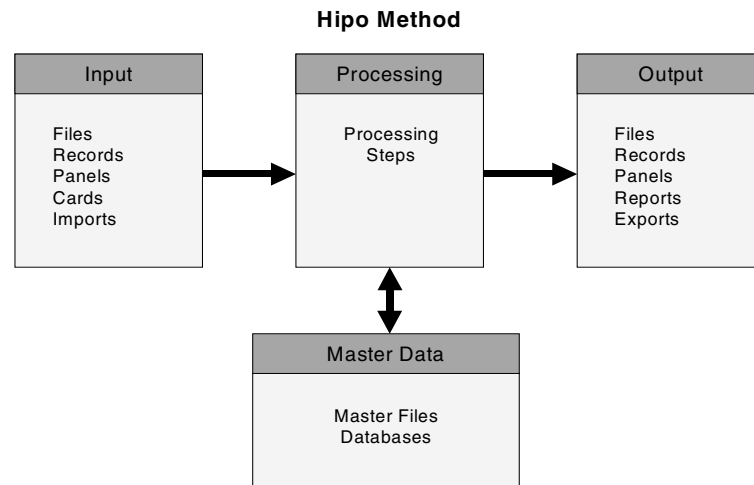 Hipo Method
Input
Files
Records
Panels
Cards
Imports
Processing
Processing
Steps
Output
Files
Records
Panels
Reports
Exports
Master Data
Master Files
Databases